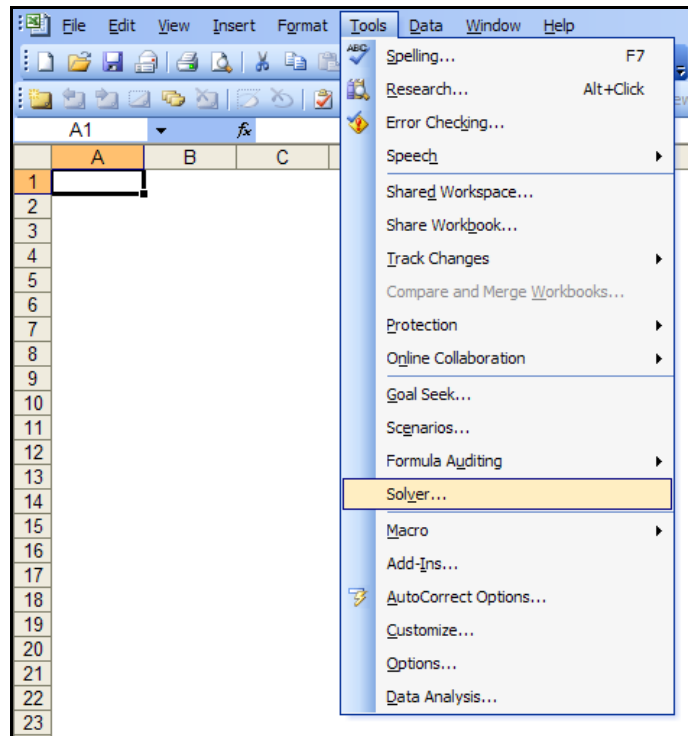 File Edit View Insert Format Tools Data Window Help
ABC Spelling... F7
Research... Alt+Click
A1 fx Error Checking...
A B C Speech
1
Shared Workspace...
2
Share Workbook...
3
Track Changes
4
Compare and Merge Workbooks...
5
6
Protection
7
Online Collaboration
8
9
Goal Seek...
10
Scenarios...
11
Formula Auditing
12
13
Solver...
14
15
Macro
16
Add-Ins...
17
AutoCorrect Options...
18
19
Customize...
20
Options...
21
Data Analysis...
22
23